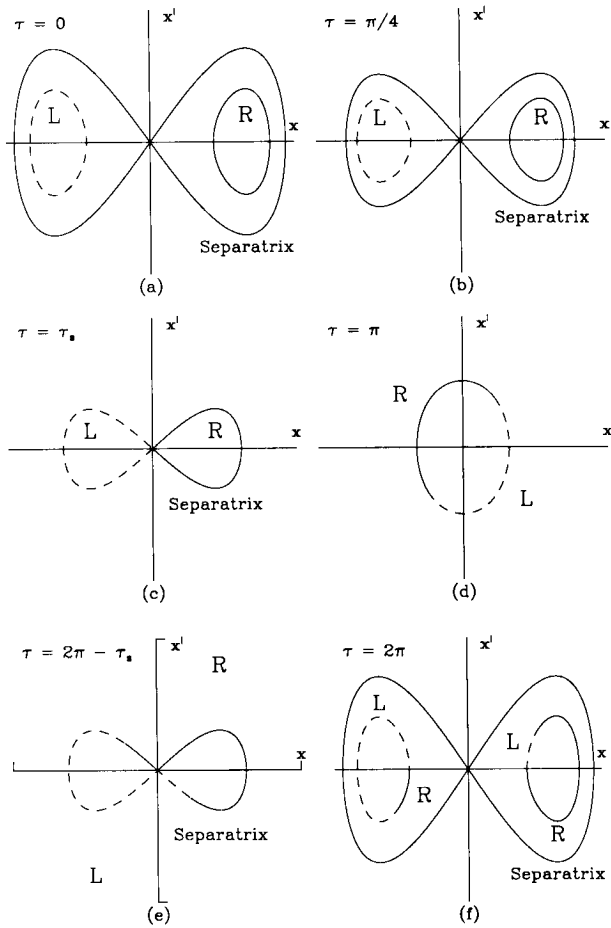 τ = 0
x'
L
R
x
Separatrix
(a)
τ = π/4
x'
L
R
x
Separatrix
(b)
τ = τₛ
x'
L
R
x
Separatrix
(c)
τ = π
x'
R
x
L
(d)
τ = 2π - τₛ
x'
R
x
Separatrix
L
(e)
τ = 2π
x'
L
L
x
R
R
Separatrix
(f)